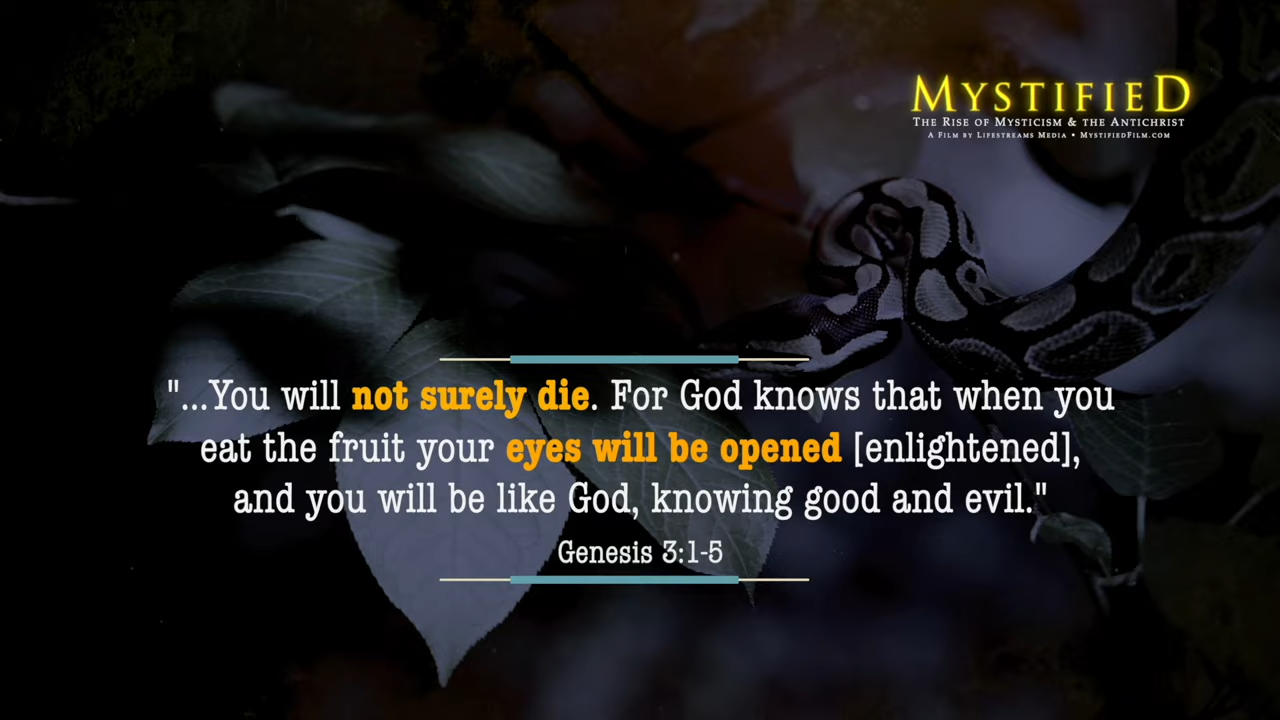 MYSTIFIED
THE RISE OF MYSTICISM & THE ANTICHRIST
A FILM BY LIFESTREAMS MEDIA • MYSTIFIEDFILM.COM
"...You will not surely die. For God knows that when you
eat the fruit your eyes will be opened [enlightened],
and you will be like God, knowing good and evil."
Genesis 3:1-5